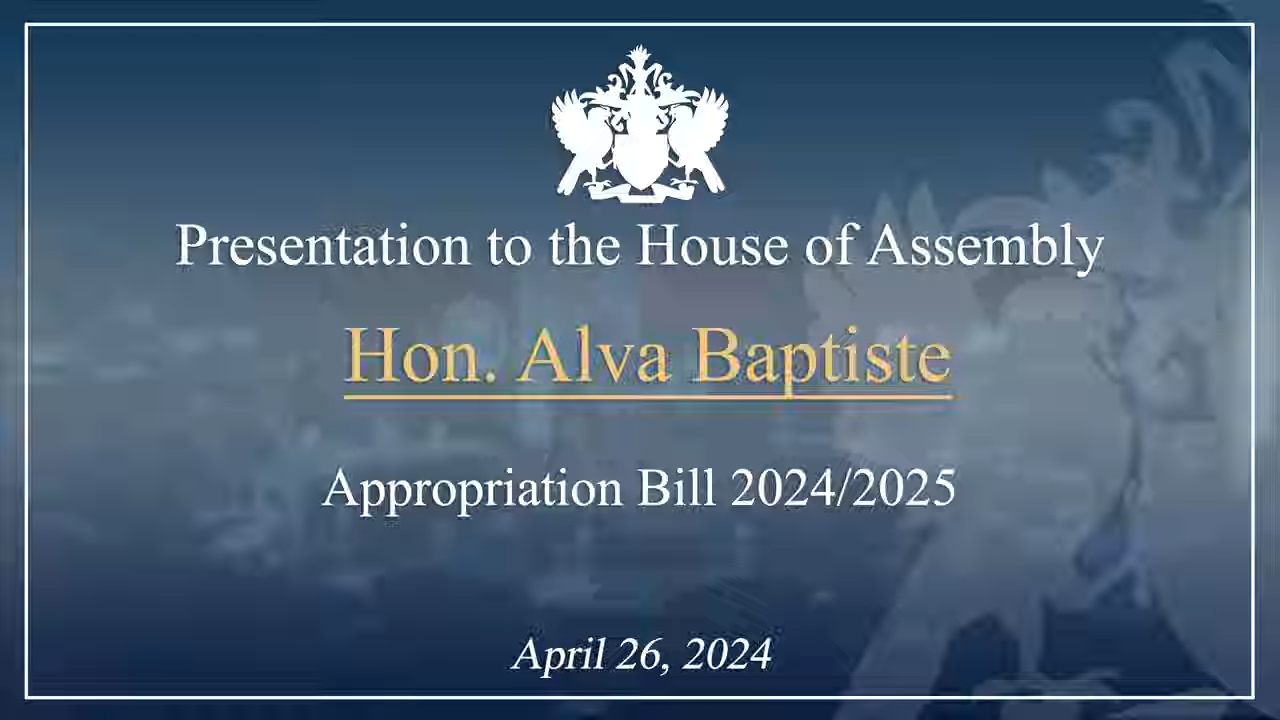 Presentation to the House of Assembly
Hon. Alva Baptiste
Appropriation Bill 2024/2025
April 26, 2024